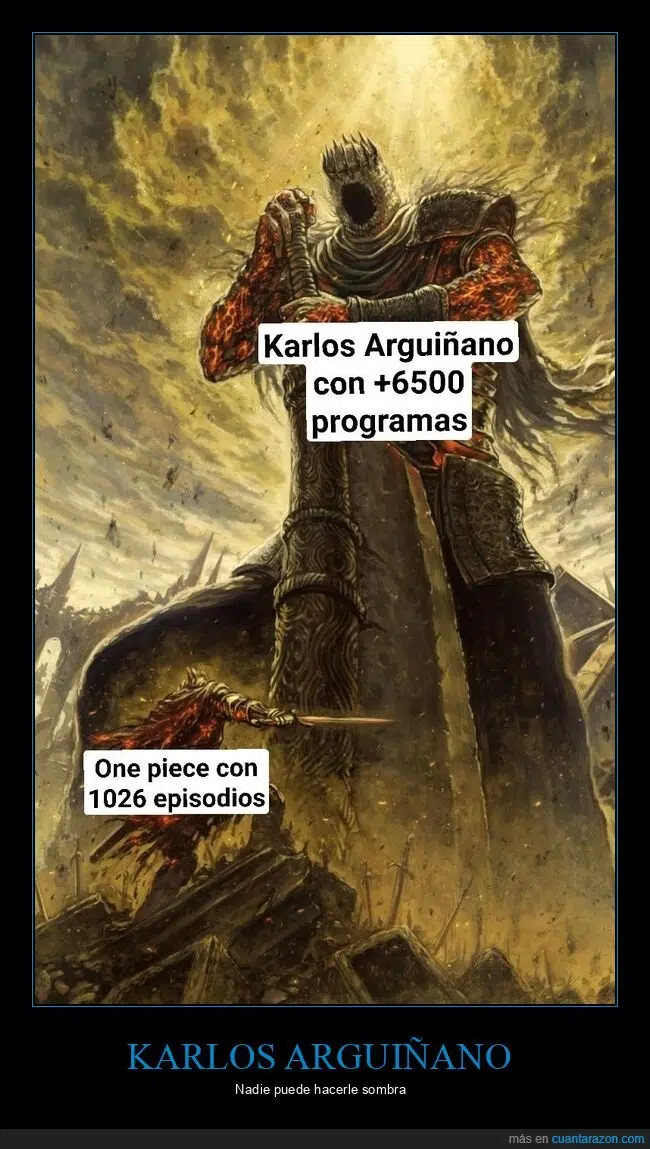 Karlos Arguiñano
con +6500
programas
One piece con
1026 episodios
KARLOS ARGUIÑANO
Nadie puede hacerle sombra
más en cuantarazon.com